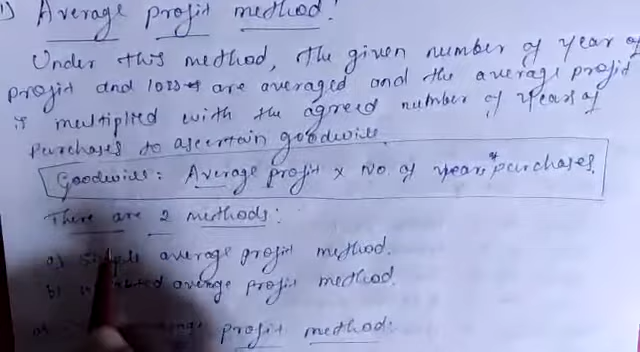 1) Average profit method:
Under this method, the given number of year of
profit and loss are averaged and the average profit
is multiplied with the agreed number of years of
purchases to ascertain goodwill.
Goodwill: Average profit x No. of years purchases.
There are 2 methods:
a) Simple average profit method.
b) average profit method.
profit method: